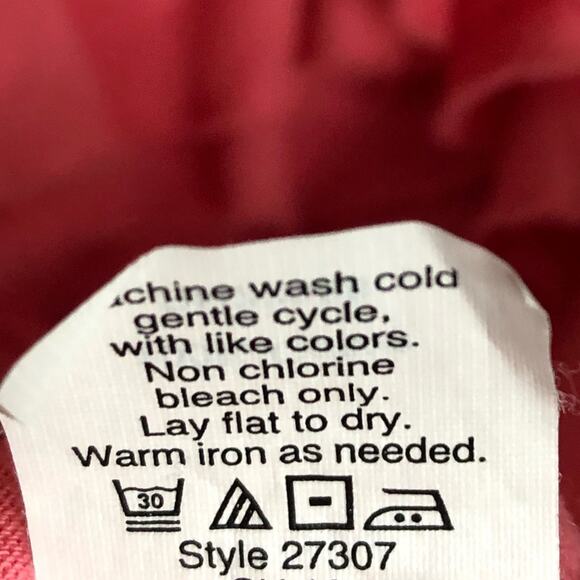 wash cold
gentle cycle,
with like colors.
Non chlorine
bleach only.
Lay flat to dry.
Warm iron as needed.
30
Style 27307